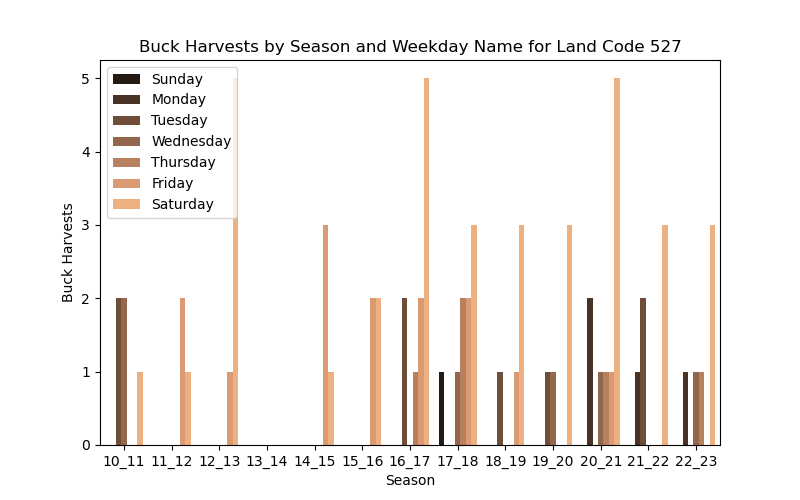 Buck Harvests by Season and Weekday Name for Land Code 527
Sunday
Monday
Tuesday
Wednesday
Thursday
Friday
Saturday
5
4
3
2
1
0
Buck Harvests
10_11 11_12 12_13 13_14 14_15 15_16 16_17 17_18 18_19 19_20 20_21 21_22 22_23
Season